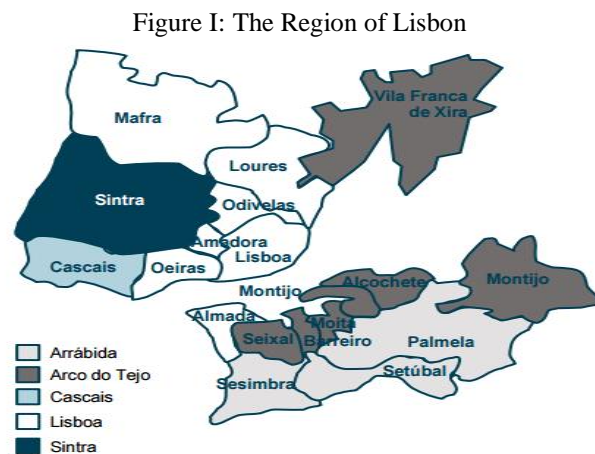 Figure I: The Region of Lisbon
Vila Franca
de Xira
Mafra
Loures
Sintra
Odivelas
Amadora
Lisboa
Cascais
Oeiras
Montijo
Alcochete
Montijo
Almada
Moita
Seixal
Barreiro
Palmela
Sesimbra
Setúbal
Arrábida
Arco do Tejo
Cascais
Lisboa
Sintra